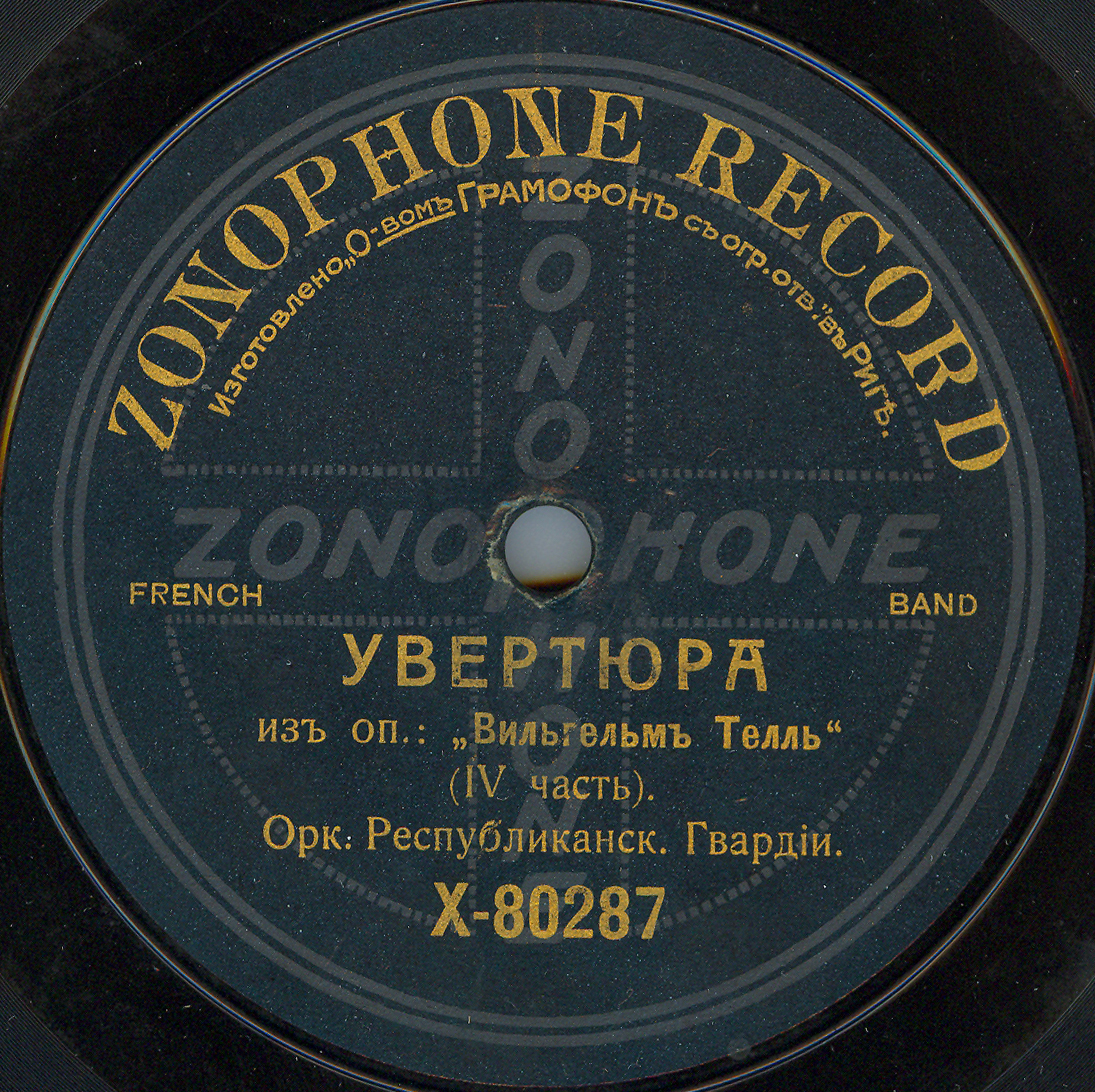 ZONOPHONE RECORD
Изготовлено „О-вомъ ГРАМОФОНЪ съ огр. отв.“ въ Ригѣ.
ZONOPHONE
ZONOPHONE
FRENCH BAND
УВЕРТЮРА
изъ оп.: „Вильгельмъ Телль“
(IV часть).
Орк. Республиканск. Гвардіи.
X-80287